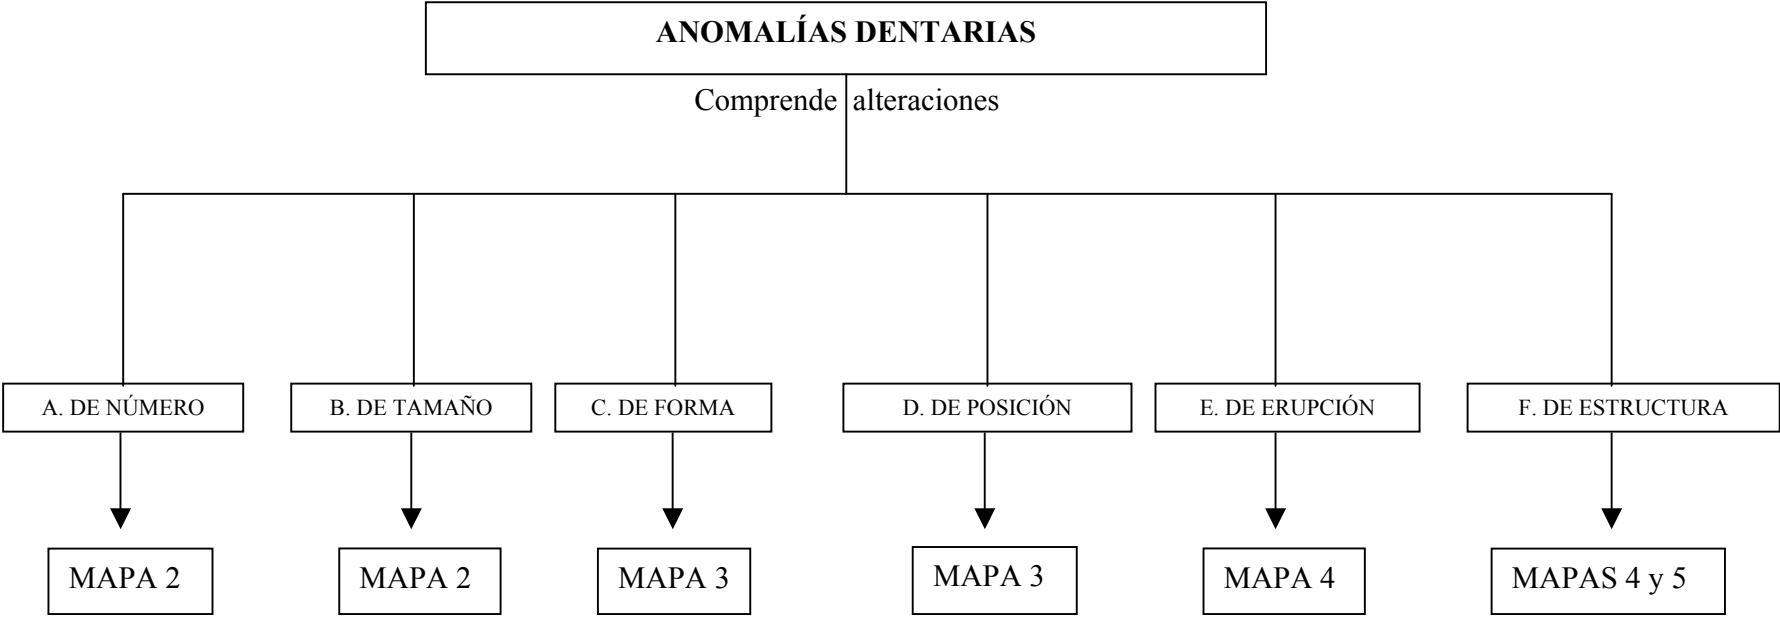 ANOMALÍAS DENTARIAS
Comprende alteraciones
A. DE NÚMERO
B. DE TAMAÑO
C. DE FORMA
D. DE POSICIÓN
E. DE ERUPCIÓN
F. DE ESTRUCTURA
MAPA 2
MAPA 2
MAPA 3
MAPA 3
MAPA 4
MAPAS 4 y 5